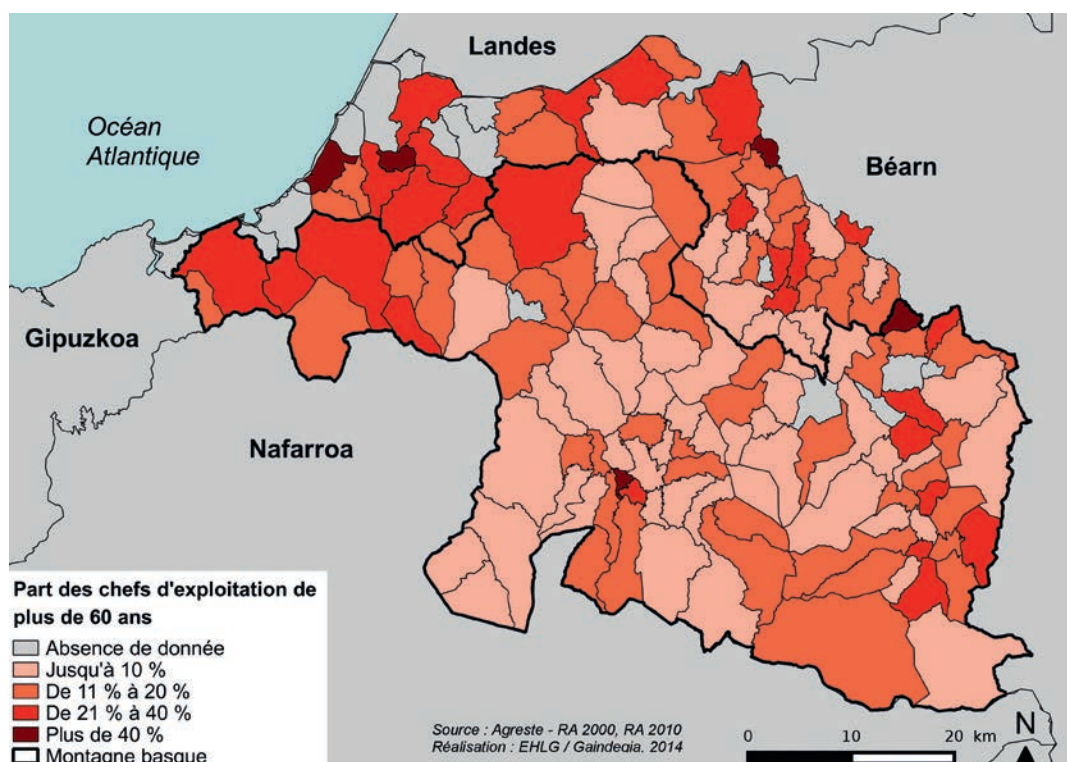 Landes
Océan
Atlantique
Béarn
Gipuzkoa
Nafarroa
Part des chefs d'exploitation de
plus de 60 ans
Absence de donnée
Jusqu'à 10 %
De 11 % à 20 %
De 21 % à 40 %
Plus de 40 %
Montagne basque
Source : Agreste - RA 2000, RA 2010
Réalisation : EHLG / Gaindegia, 2014
0 10 20 km
N